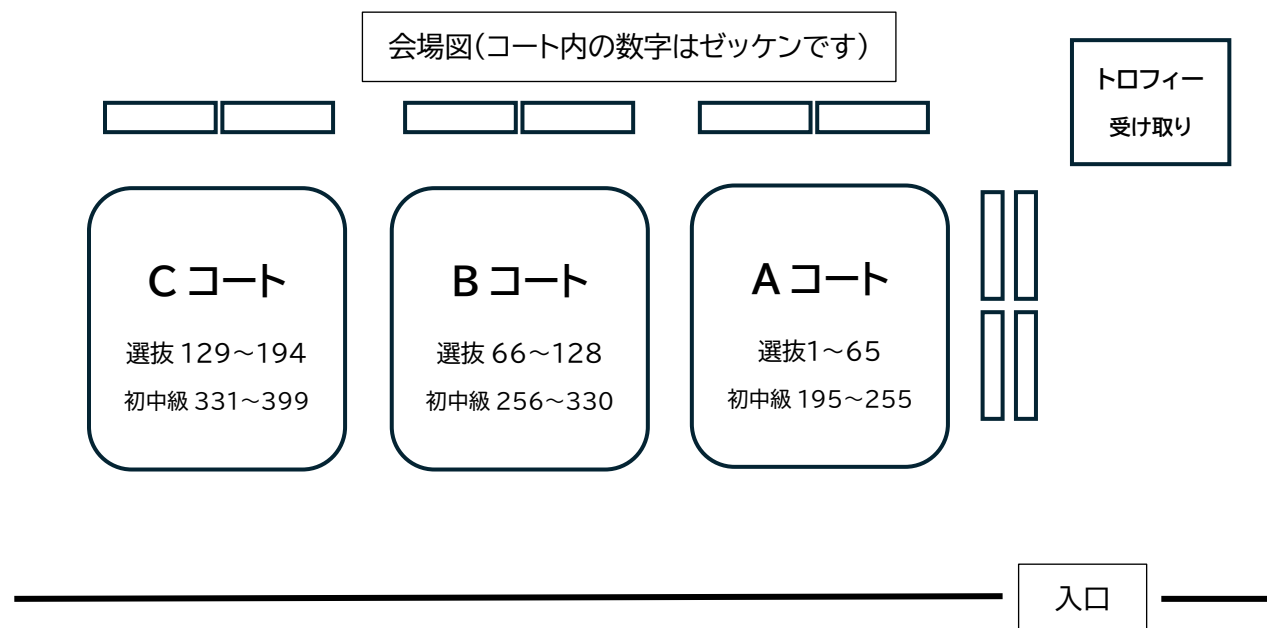 会場図(コート内の数字はゼッケンです)
トロフィー
受け取り
C コート
選抜 129～194
初中級 331～399
B コート
選抜 66～128
初中級 256～330
A コート
選抜1～65
初中級 195～255
入口